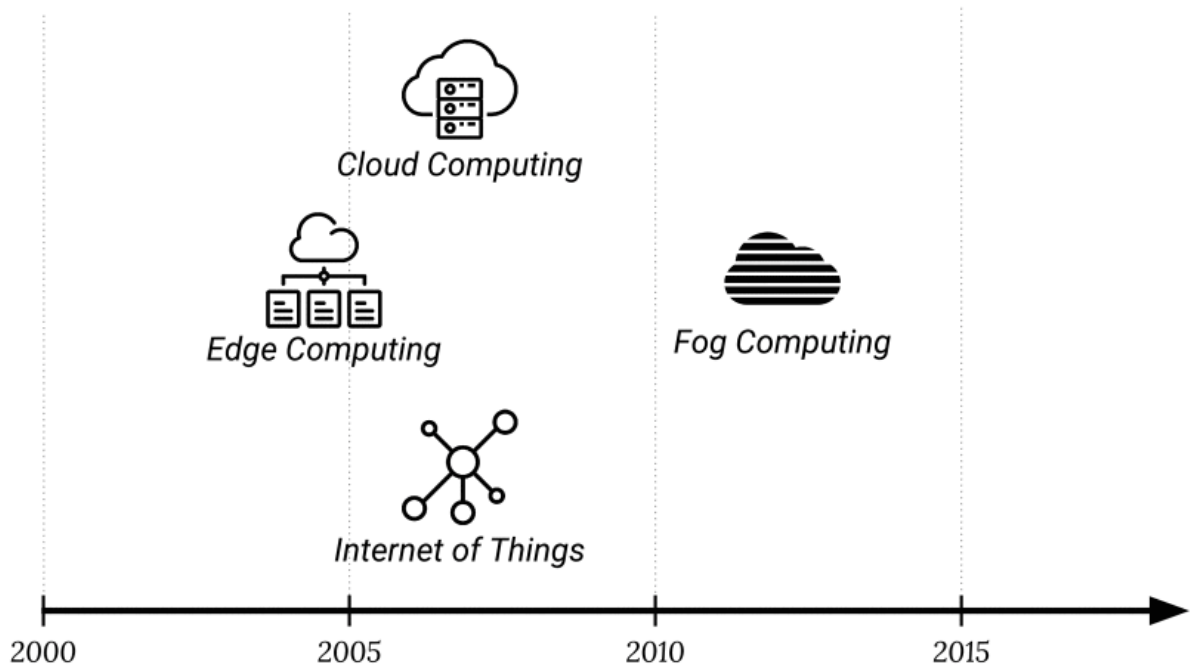 Cloud Computing
Edge Computing
Fog Computing
Internet of Things
2000 2005 2010 2015